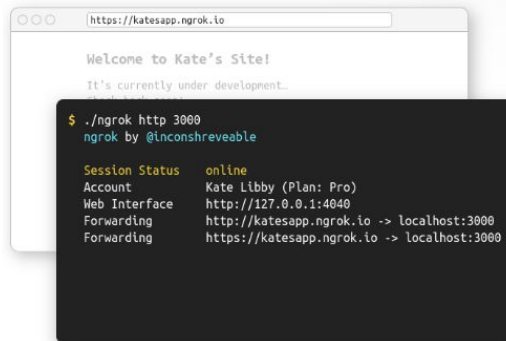 https://katesapp.ngrok.io
Welcome to Kate's Site!
It's currently under development…
$ ./ngrok http 3000
ngrok by @inconshreveable
Session Status online
Account Kate Libby (Plan: Pro)
Web Interface http://127.0.0.1:4040
Forwarding http://katesapp.ngrok.io -> localhost:3000
Forwarding https://katesapp.ngrok.io -> localhost:3000